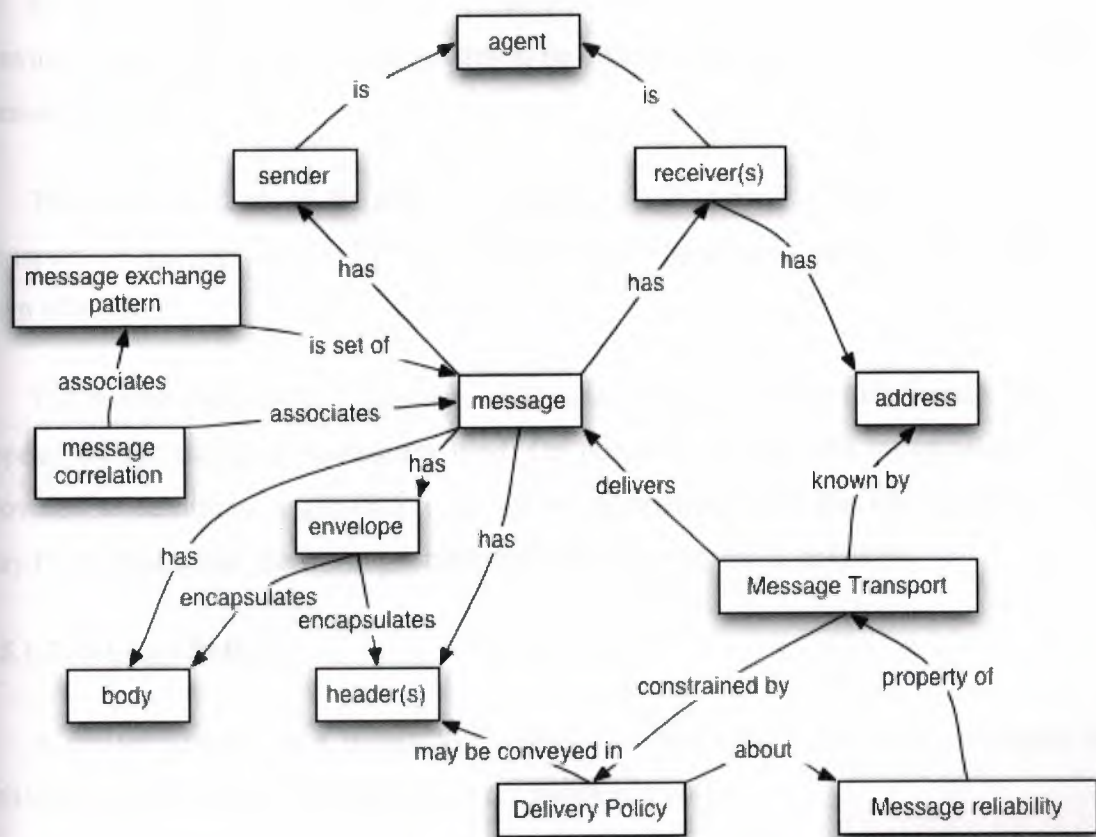 agent
is
is
sender
receiver(s)
has
has
has
message exchange
pattern
is set of
associates
associates
message
address
message
correlation
has
delivers
known by
envelope
has
has
encapsulates
encapsulates
Message Transport
body
header(s)
constrained by
property of
may be conveyed in
about
Delivery Policy
Message reliability